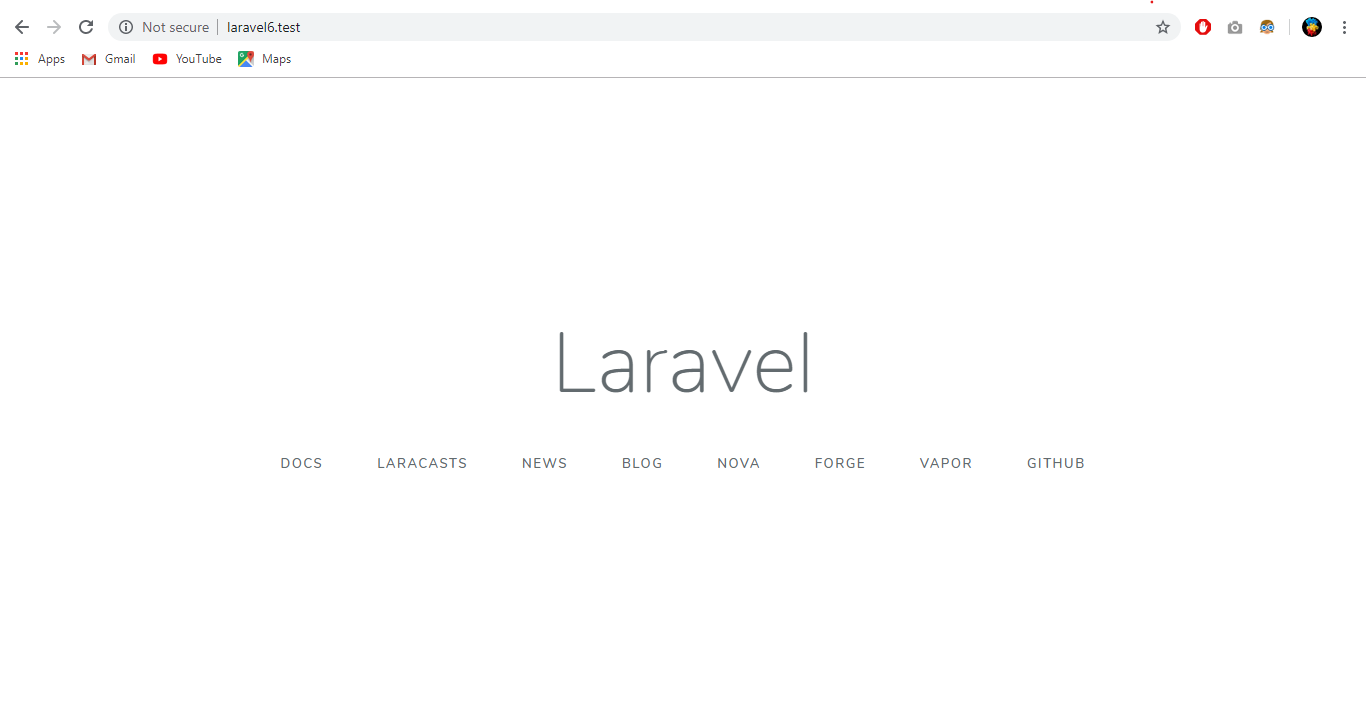 Not secure laravel6.test
Apps Gmail YouTube Maps
Laravel
DOCS LARACASTS NEWS BLOG NOVA FORGE VAPOR GITHUB